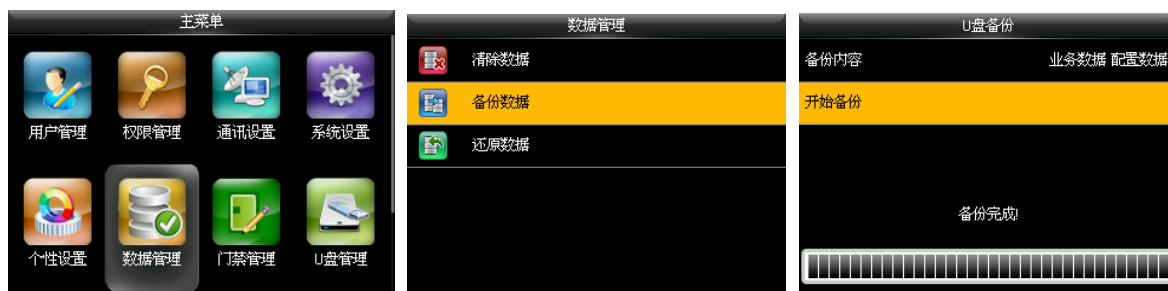 主菜单
用户管理 权限管理 通讯设置 系统设置
个性设置 数据管理 门禁管理 U盘管理
数据管理
清除数据
备份数据
还原数据
U盘备份
备份内容 业务数据 配置数据
开始备份
备份完成!